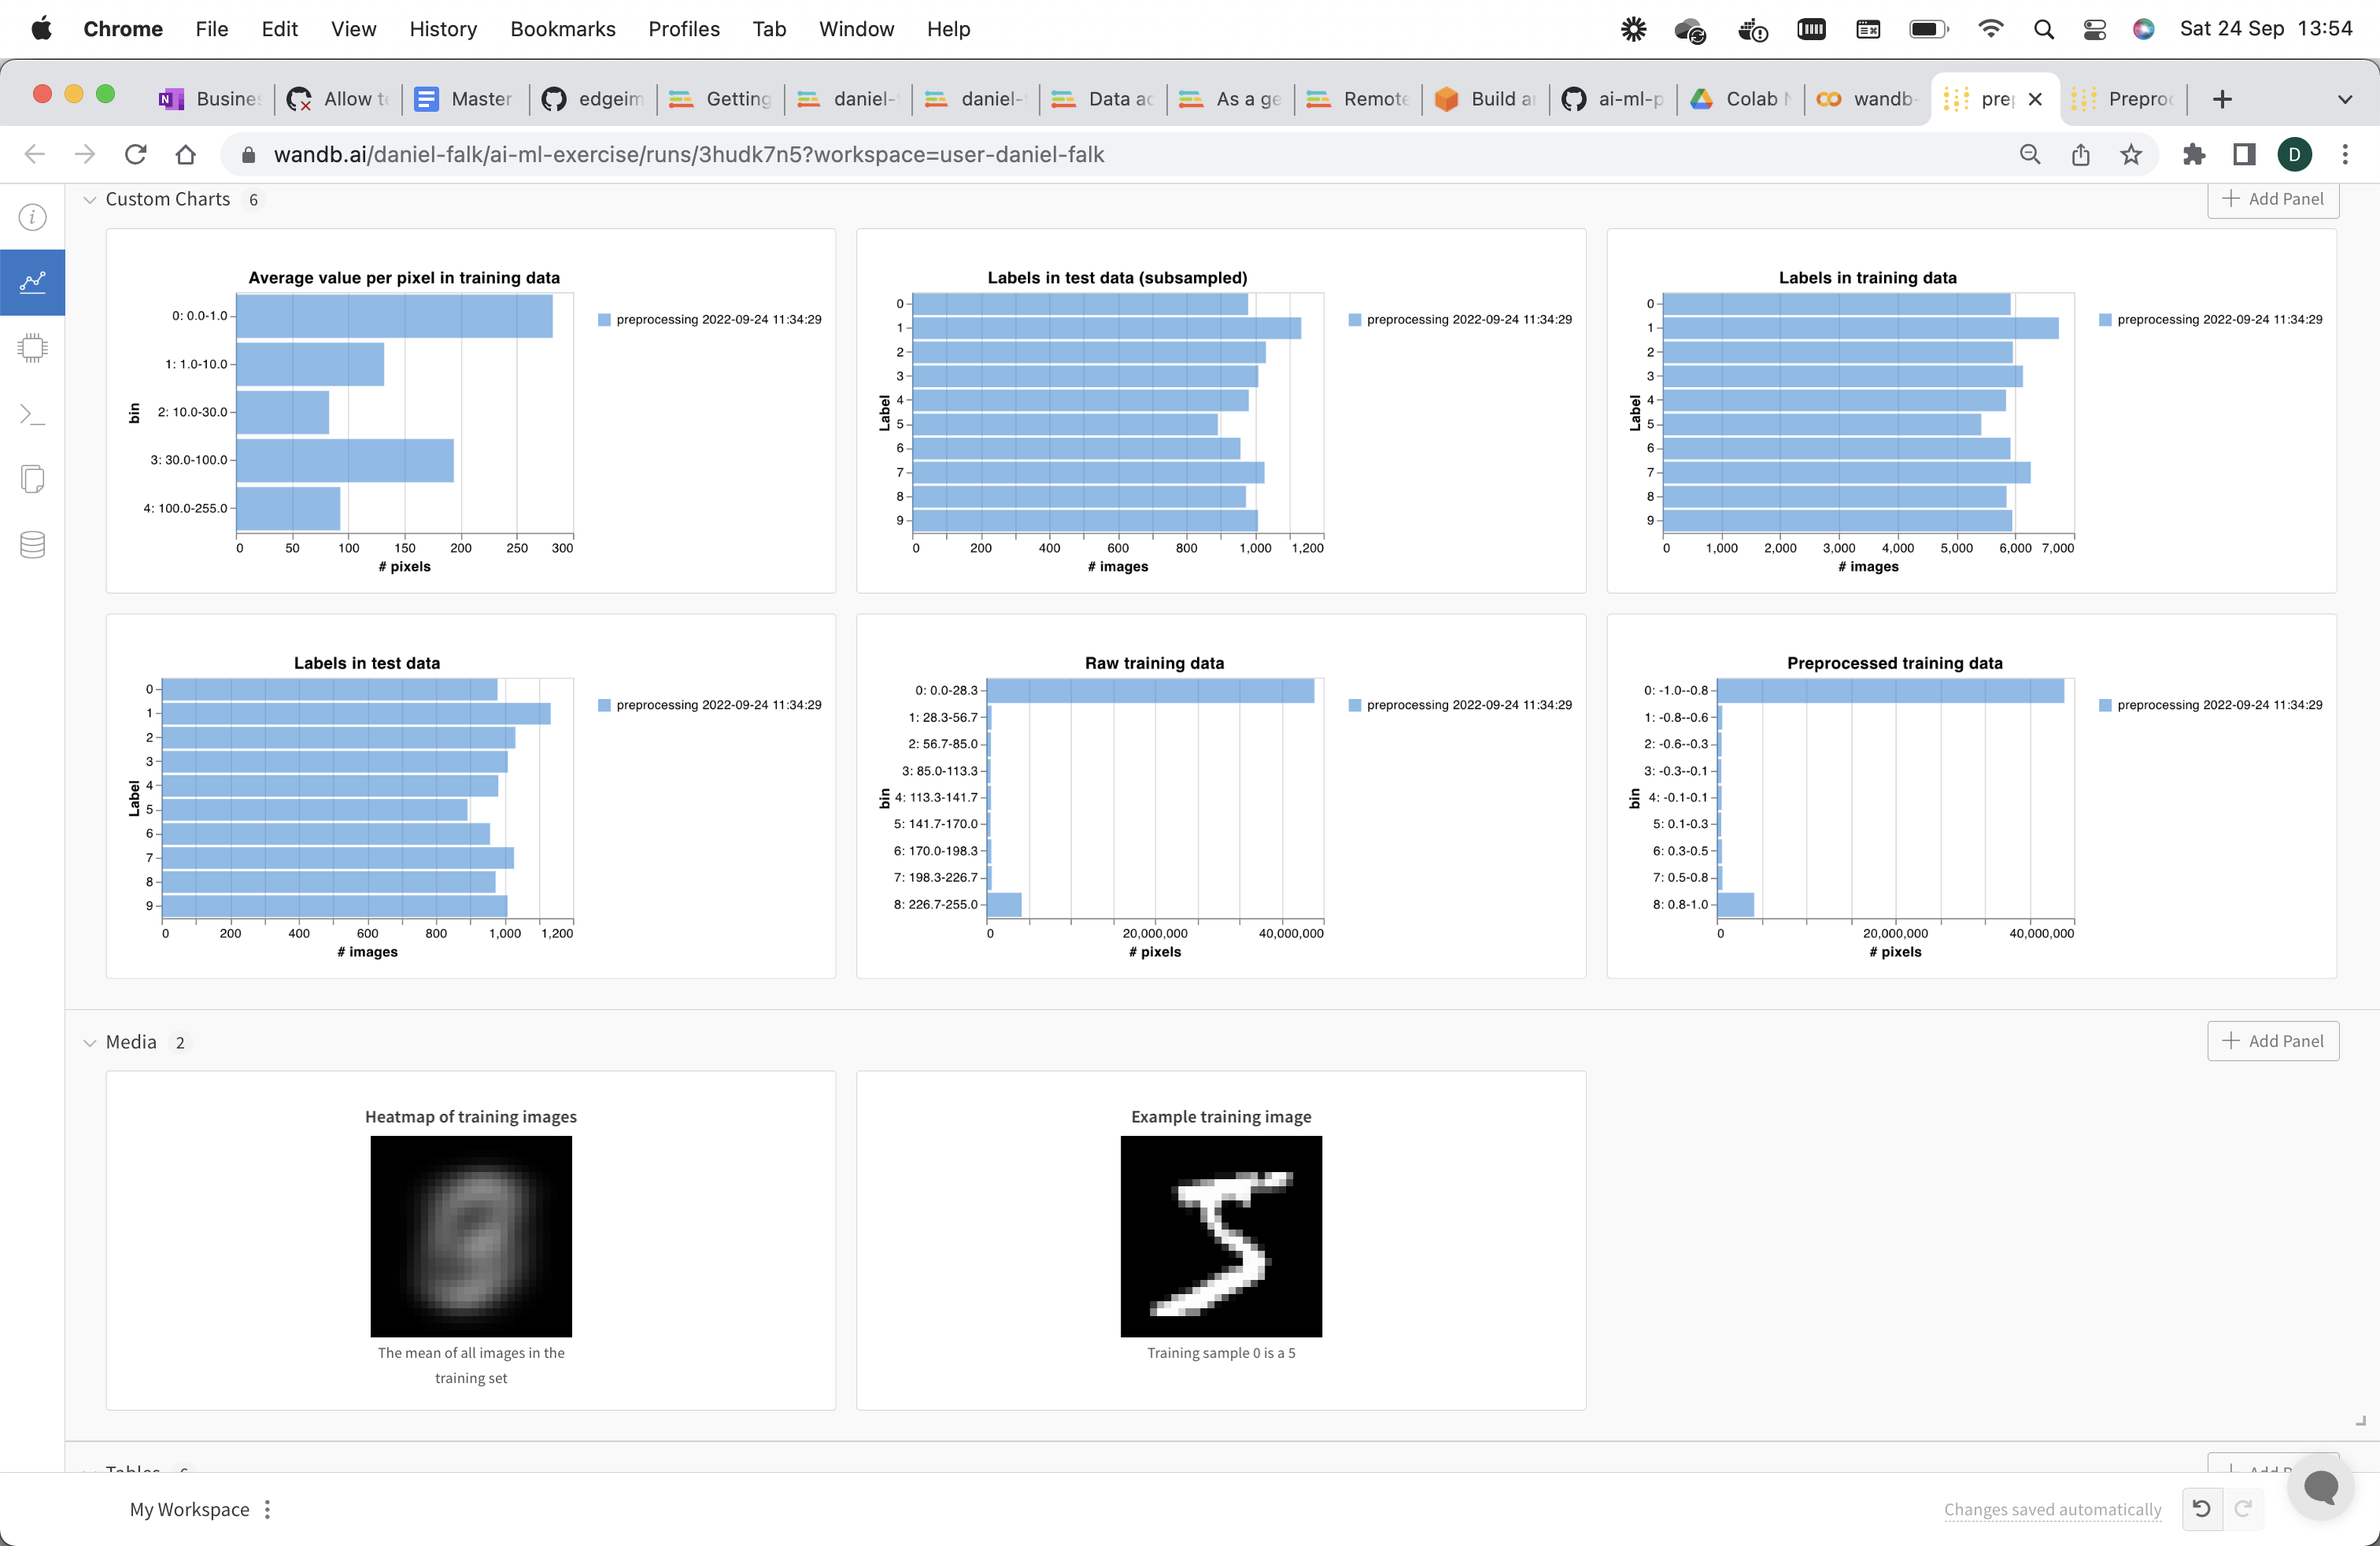 Chrome File Edit View History Bookmarks Profiles Tab Window Help Sat 24 Sep 13:54
Busines Allow te Master edgeim Getting daniel- daniel- Data ac As a ge Remote Build ar ai-ml-p Colab wandb- prep Preproc
wandb.ai/daniel-falk/ai-ml-exercise/runs/3hudk7n5?workspace=user-daniel-falk D
Custom Charts 6 Add Panel
Average value per pixel in training data
preprocessing 2022-09-24 11:34:29
bin
0: 0.0-1.0
1: 1.0-10.0
2: 10.0-30.0
3: 30.0-100.0
4: 100.0-255.0
0 50 100 150 200 250 300
# pixels
Labels in test data (subsampled)
preprocessing 2022-09-24 11:34:29
Label
0
1
2
3
4
5
6
7
8
9
0 200 400 600 800 1,000 1,200
# images
Labels in training data
preprocessing 2022-09-24 11:34:29
Label
0
1
2
3
4
5
6
7
8
9
0 1,000 2,000 3,000 4,000 5,000 6,000 7,000
# images
Labels in test data
preprocessing 2022-09-24 11:34:29
Label
0
1
2
3
4
5
6
7
8
9
0 200 400 600 800 1,000 1,200
# images
Raw training data
preprocessing 2022-09-24 11:34:29
bin
0: 0.0-28.3
1: 28.3-56.7
2: 56.7-85.0
3: 85.0-113.3
4: 113.3-141.7
5: 141.7-170.0
6: 170.0-198.3
7: 198.3-226.7
8: 226.7-255.0
0 20,000,000 40,000,000
# pixels
Preprocessed training data
preprocessing 2022-09-24 11:34:29
bin
0: -1.0--0.8
1: -0.8--0.6
2: -0.6--0.3
3: -0.3--0.1
4: -0.1-0.1
5: 0.1-0.3
6: 0.3-0.5
7: 0.5-0.8
8: 0.8-1.0
0 20,000,000 40,000,000
# pixels
Media 2 Add Panel
Heatmap of training images
The mean of all images in the
training set
Example training image
Training sample 0 is a 5
Tables 6
My Workspace Changes saved automatically